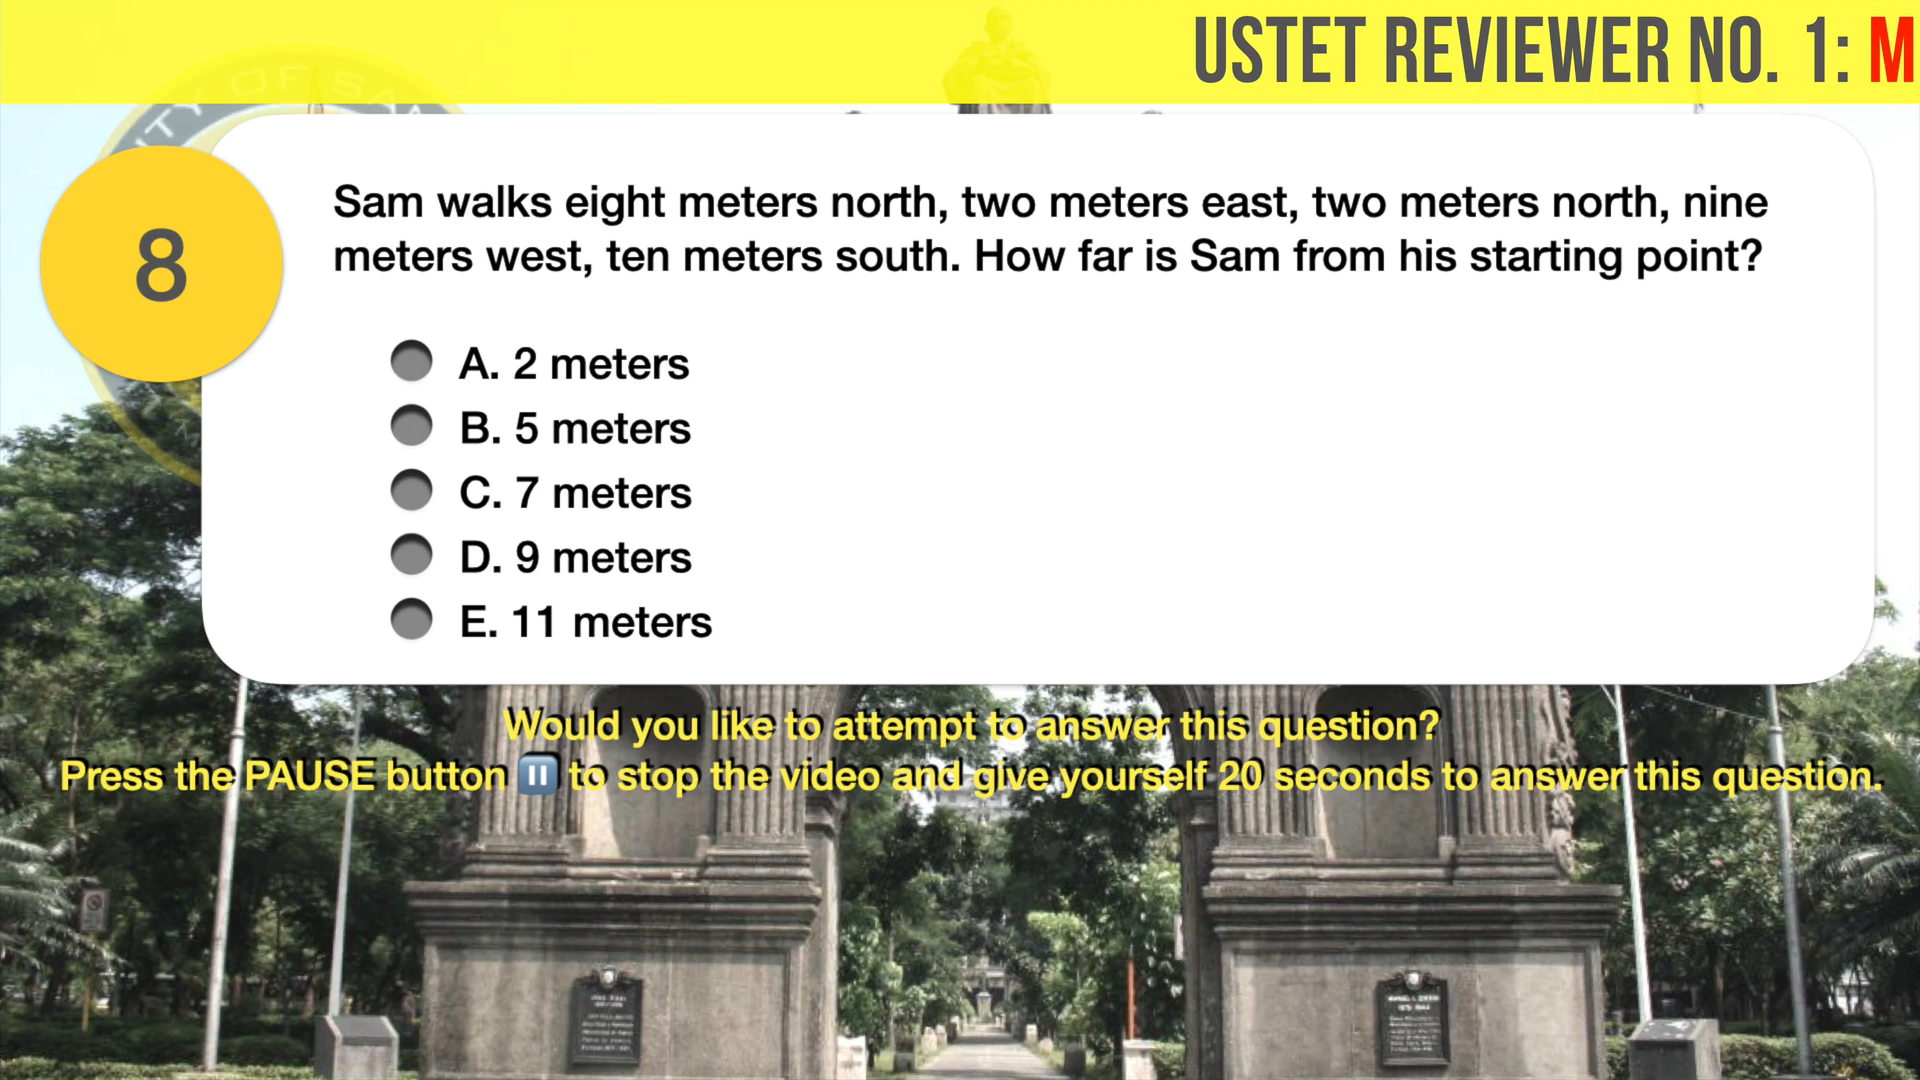 USTET REVIEWER NO. 1: M
ITY OF SA
8
Sam walks eight meters north, two meters east, two meters north, nine
meters west, ten meters south. How far is Sam from his starting point?
A. 2 meters
B. 5 meters
C. 7 meters
D. 9 meters
E. 11 meters
Would you like to attempt to answer this question?
Press the PAUSE button ⏸ to stop the video and give yourself 20 seconds to answer this question.